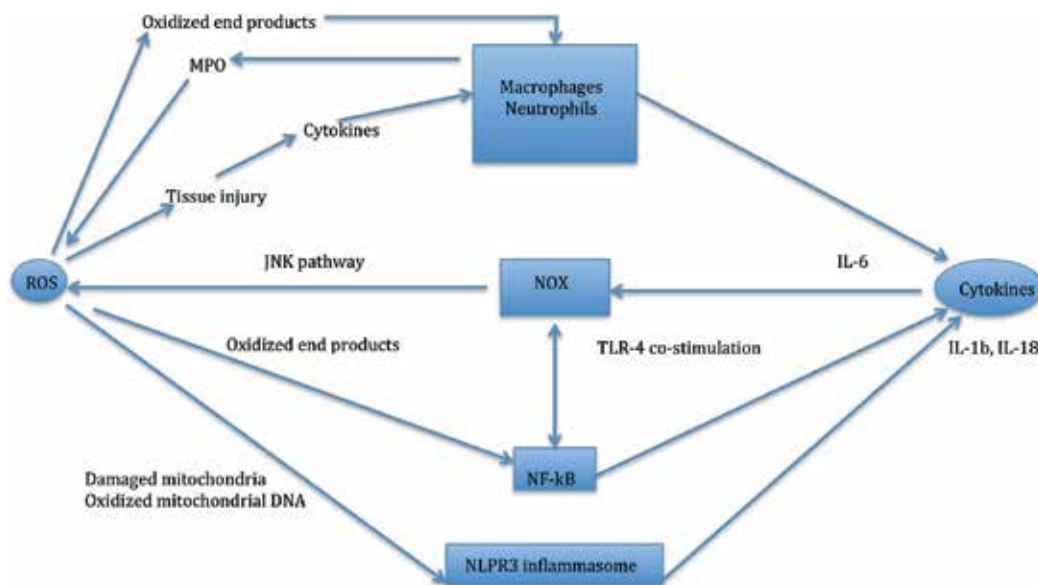 Oxidized end products
MPO
Macrophages
Neutrophils
Cytokines
Tissue injury
JNK pathway
IL-6
ROS
NOX
Cytokines
Oxidized end products
TLR-4 co-stimulation
IL-1b, IL-18
NF-kB
Damaged mitochondria
Oxidized mitochondrial DNA
NLPR3 inflammasome